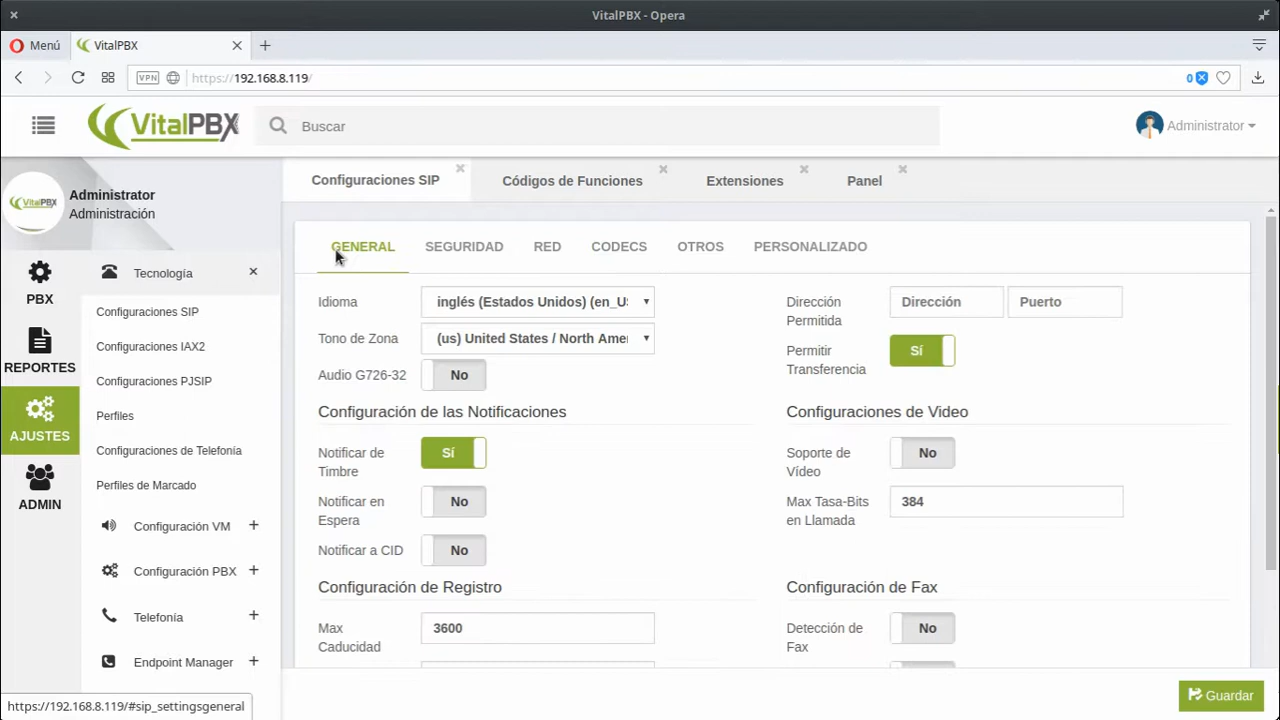 VitalPBX - Opera
Menú
VitalPBX
VPN
https://192.168.8.119/
0
VitalPBX
Buscar
Administrator
VitalPBX
Administrator
Administración
Configuraciones SIP
Códigos de Funciones
Extensiones
Panel
PBX
REPORTES
AJUSTES
ADMIN
Tecnología
Configuraciones SIP
Configuraciones IAX2
Configuraciones PJSIP
Perfiles
Configuraciones de Telefonía
Perfiles de Marcado
Configuración VM
Configuración PBX
Telefonía
Endpoint Manager
GENERAL
SEGURIDAD
RED
CODECS
OTROS
PERSONALIZADO
Idioma
inglés (Estados Unidos) (en_U
Tono de Zona
(us) United States / North Amer
Audio G726-32
No
Dirección
Permitida
Dirección
Puerto
Permitir
Transferencia
Sí
Configuración de las Notificaciones
Notificar de
Timbre
Sí
Notificar en
Espera
No
Notificar a CID
No
Configuraciones de Video
Soporte de
Vídeo
No
Max Tasa-Bits
en Llamada
384
Configuración de Registro
Max
Caducidad
3600
Configuración de Fax
Detección de
Fax
No
Guardar
https://192.168.8.119/#sip_settingsgeneral